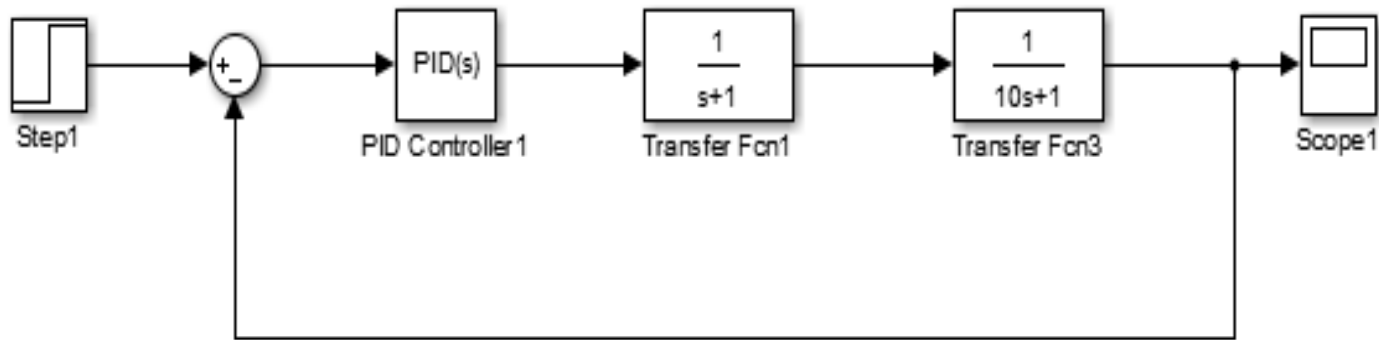 +
−
PID(s)
1
s+1
1
10s+1
Step1
PID Controller1
Transfer Fcn1
Transfer Fcn3
Scope1